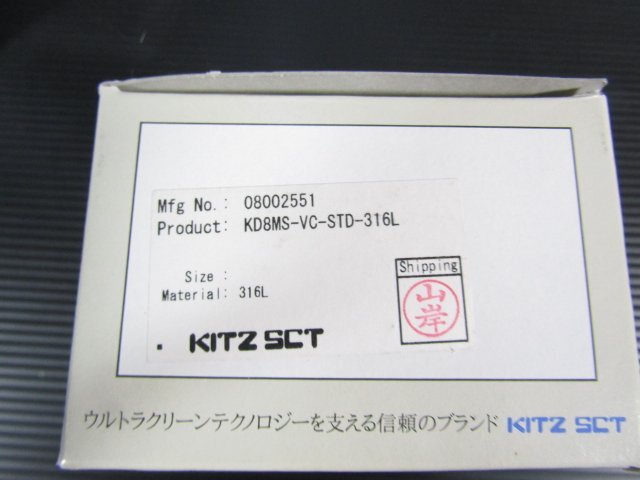 Mfg No.: 08002551
Product: KD8MS-VC-STD-316L
Size :
Material: 316L
Shipping
山岸
KITZ SCT
ウルトラクリーンテクノロジーを支える信頼のブランド KITZ SCT